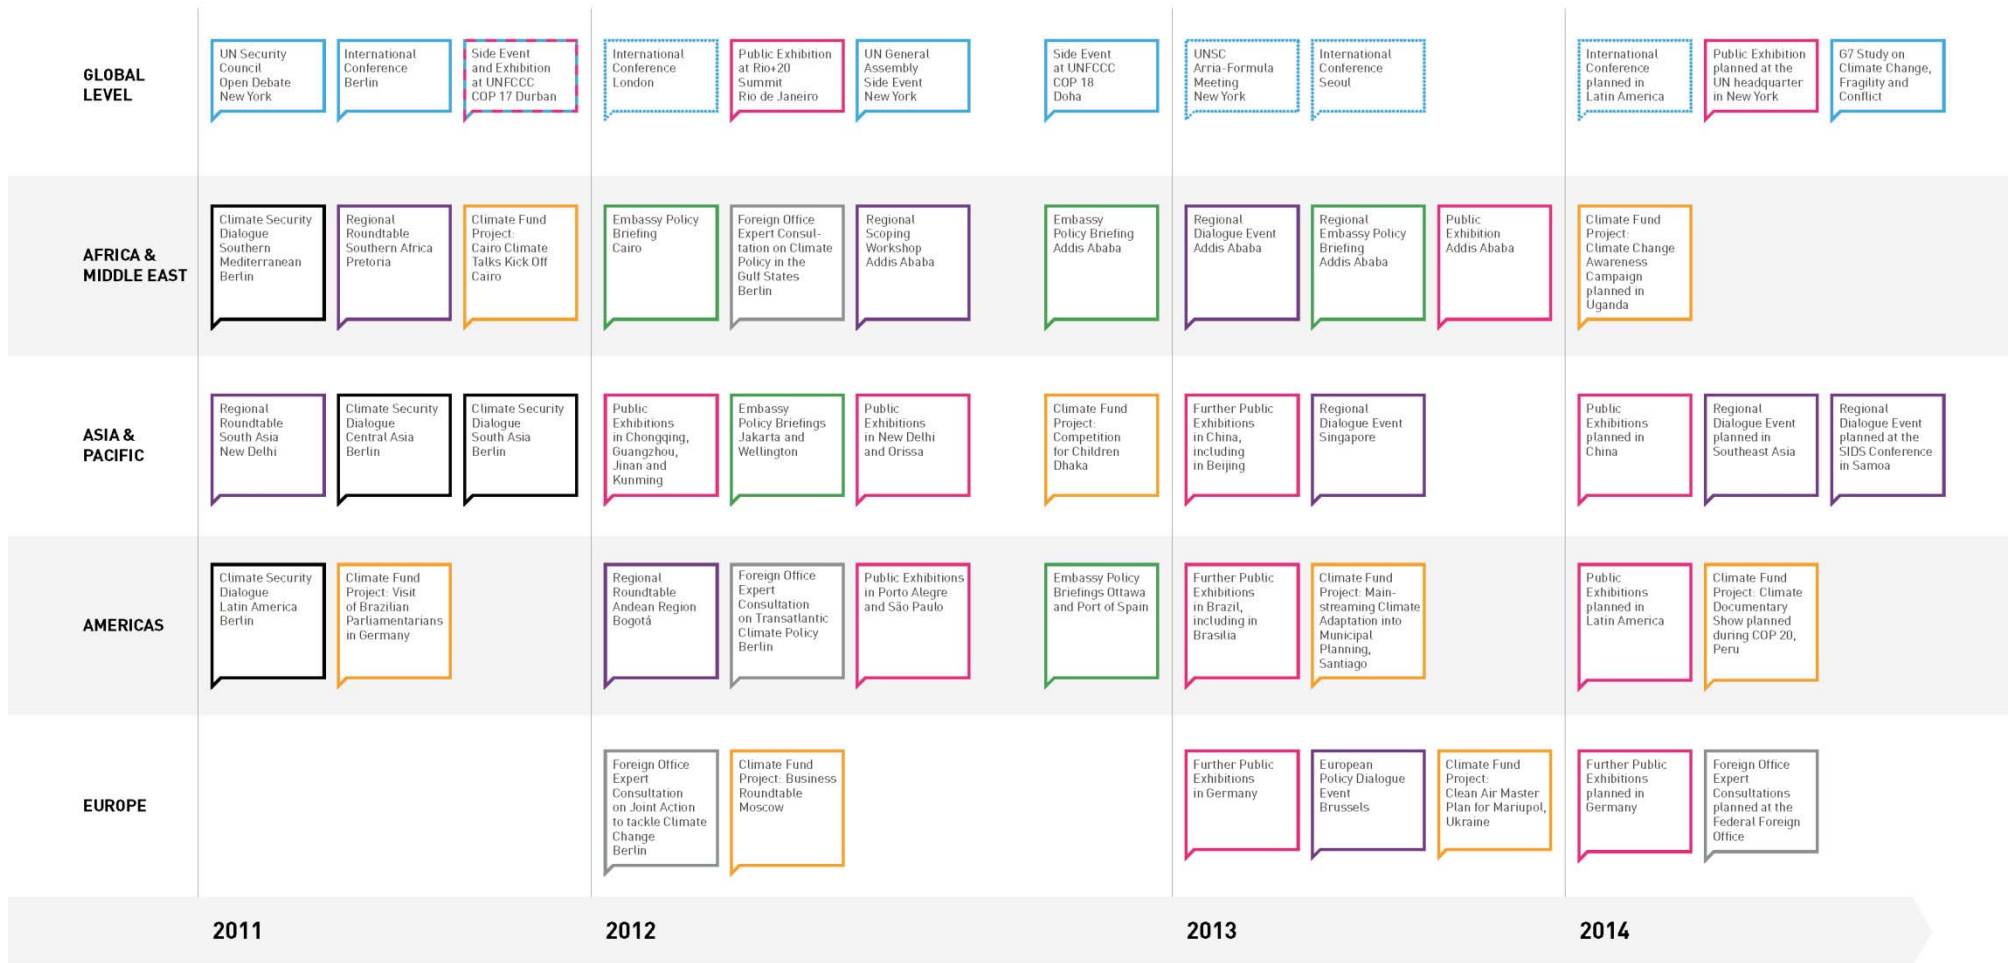 GLOBAL
LEVEL
UN Security
Council
Open Debate
New York
International
Conference
Berlin
Side Event
and Exhibition
at UNFCCC
COP 17 Durban
International
Conference
London
Public Exhibition
at Rio+20
Summit
Rio de Janeiro
UN General
Assembly
Side Event
New York
Side Event
at UNFCCC
COP 18
Doha
UNSC
Arria-Formula
Meeting
New York
International
Conference
Seoul
International
Conference
planned in
Latin America
Public Exhibition
planned at the
UN headquarter
in New York
G7 Study on
Climate Change,
Fragility and
Conflict
AFRICA &
MIDDLE EAST
Climate Security
Dialogue
Southern
Mediterranean
Berlin
Regional
Roundtable
Southern Africa
Pretoria
Climate Fund
Project:
Cairo Climate
Talks Kick Off
Cairo
Embassy Policy
Briefing
Cairo
Foreign Office
Expert Consul-
tation on Climate
Policy in the
Gulf States
Berlin
Regional
Scoping
Workshop
Addis Ababa
Embassy
Policy Briefing
Addis Ababa
Regional
Dialogue Event
Addis Ababa
Regional
Embassy Policy
Briefing
Addis Ababa
Public
Exhibition
Addis Ababa
Climate Fund
Project:
Climate Change
Awareness
Campaign
planned in
Uganda
ASIA &
PACIFIC
Regional
Roundtable
South Asia
New Delhi
Climate Security
Dialogue
Central Asia
Berlin
Climate Security
Dialogue
South Asia
Berlin
Public
Exhibitions
in Chongqing,
Guangzhou,
Jinan and
Kunming
Embassy
Policy Briefings
Jakarta and
Wellington
Public
Exhibitions
in New Delhi
and Orissa
Climate Fund
Project:
Competition
for Children
Dhaka
Further Public
Exhibitions
in China,
including
in Beijing
Regional
Dialogue Event
Singapore
Public
Exhibitions
planned in
China
Regional
Dialogue Event
planned in
Southeast Asia
Regional
Dialogue Event
planned at the
SIDS Conference
in Samoa
AMERICAS
Climate Security
Dialogue
Latin America
Berlin
Climate Fund
Project: Visit
of Brazilian
Parliamentarians
in Germany
Regional
Roundtable
Andean Region
Bogotá
Foreign Office
Expert
Consultation
on Transatlantic
Climate Policy
Berlin
Public Exhibitions
in Porto Alegre
and São Paulo
Embassy Policy
Briefings Ottawa
and Port of Spain
Further Public
Exhibitions
in Brazil,
including in
Brasilia
Climate Fund
Project: Main-
streaming Climate
Adaptation into
Municipal
Planning,
Santiago
Public
Exhibitions
planned in
Latin America
Climate Fund
Project: Climate
Documentary
Show planned
during COP 20,
Peru
EUROPE
Foreign Office
Expert
Consultation
on Joint Action
to tackle Climate
Change
Berlin
Climate Fund
Project: Business
Roundtable
Moscow
Further Public
Exhibitions
in Germany
European
Policy Dialogue
Event
Brussels
Climate Fund
Project:
Clean Air Master
Plan for Mariupol,
Ukraine
Further Public
Exhibitions
planned in
Germany
Foreign Office
Expert
Consultations
planned at the
Federal Foreign
Office
2011
2012
2013
2014